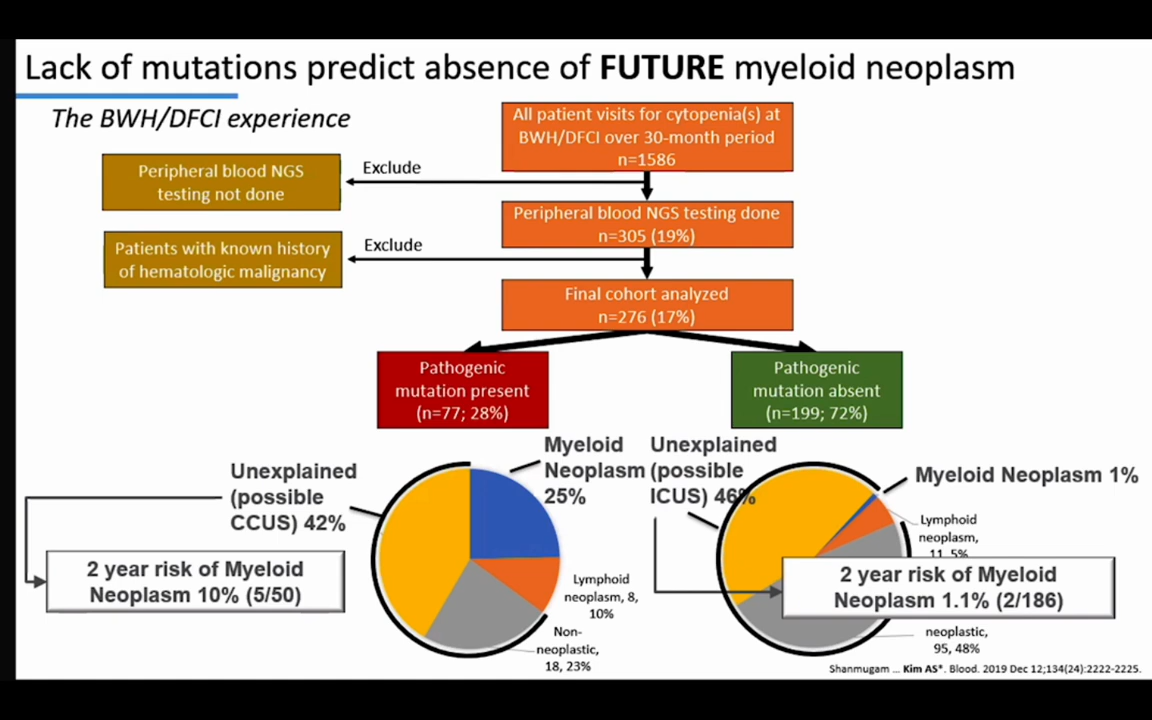 Lack of mutations predict absence of FUTURE myeloid neoplasm
The BWH/DFCI experience
All patient visits for cytopenia(s) at
BWH/DFCI over 30-month period
n=1586
Peripheral blood NGS
testing not done
Exclude
Peripheral blood NGS testing done
n=305 (19%)
Patients with known history
of hematologic malignancy
Exclude
Final cohort analyzed
n=276 (17%)
Pathogenic
mutation present
(n=77; 28%)
Pathogenic
mutation absent
(n=199; 72%)
Unexplained
(possible
CCUS) 42%
Myeloid
Neoplasm
25%
Unexplained
(possible
ICUS) 46%
Myeloid Neoplasm 1%
Lymphoid
neoplasm,
11, 5%
2 year risk of Myeloid
Neoplasm 10% (5/50)
Lymphoid
neoplasm, 8,
10%
Non-
neoplastic,
18, 23%
2 year risk of Myeloid
Neoplasm 1.1% (2/186)
neoplastic,
95, 48%
Shanmugam ... Kim AS*. Blood. 2019 Dec 12;134(24):2222-2225.